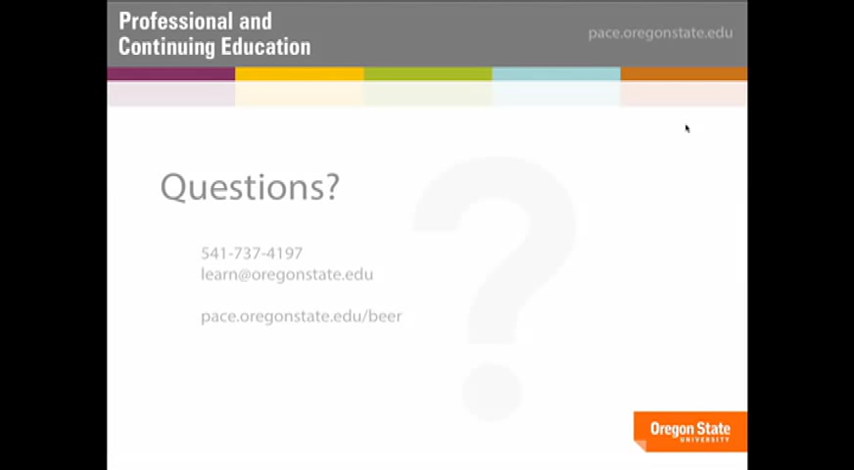 Professional and
Continuing Education
pace.oregonstate.edu
Questions?
541-737-4197
learn@oregonstate.edu
pace.oregonstate.edu/beer
?
Oregon State
UNIVERSITY